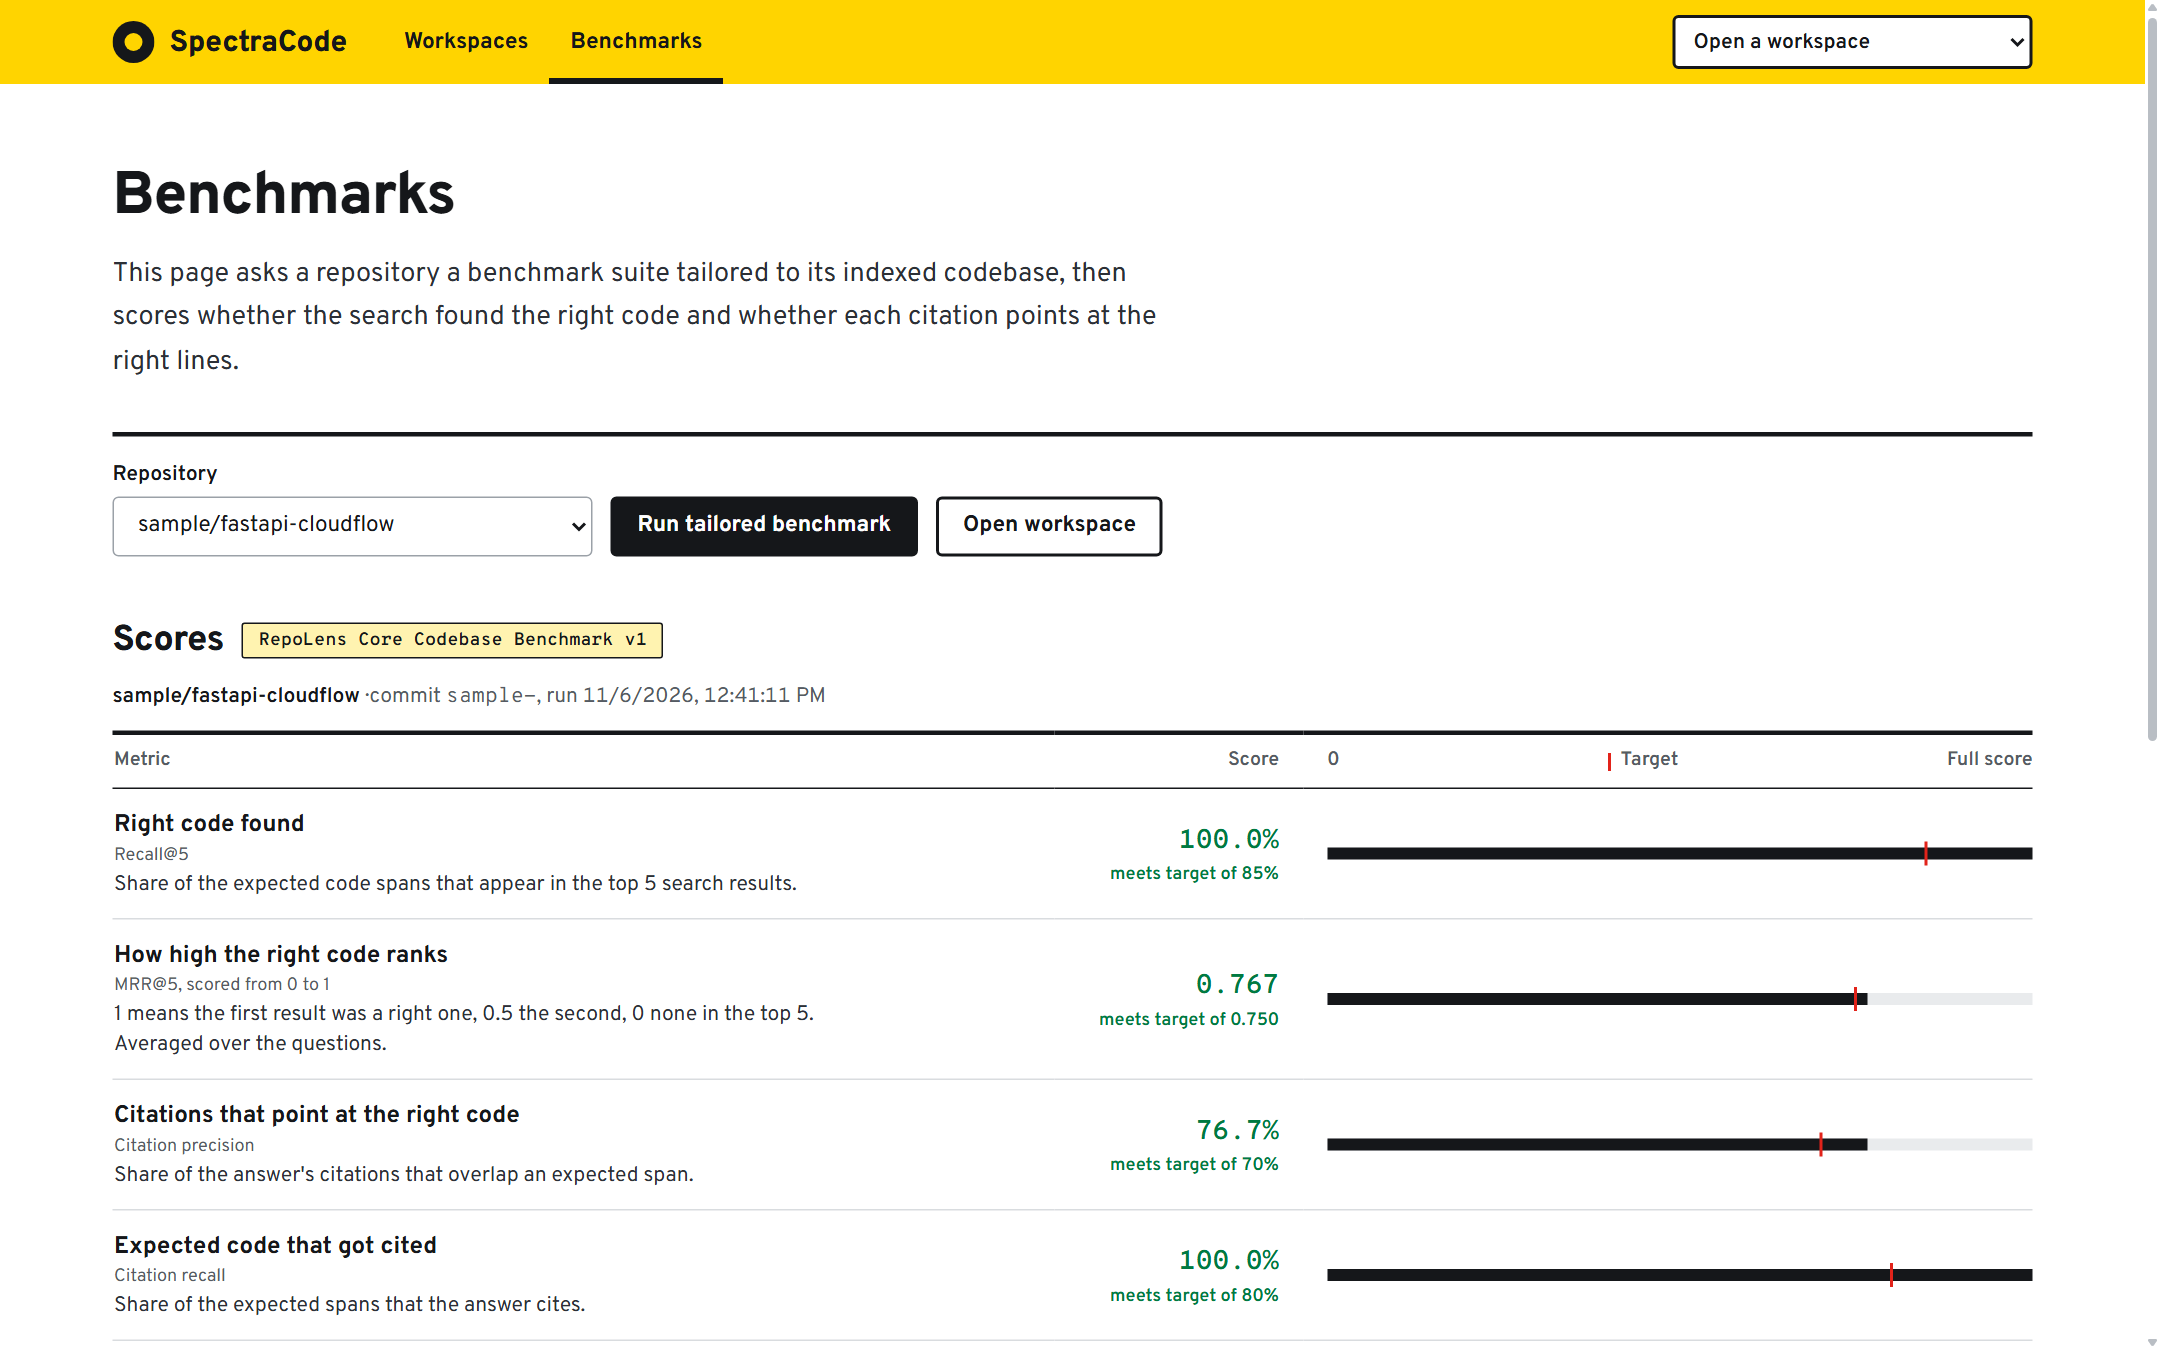 SpectraCode
Workspaces
Benchmarks
Open a workspace
Benchmarks
This page asks a repository a benchmark suite tailored to its indexed codebase, then
scores whether the search found the right code and whether each citation points at the
right lines.
Repository
sample/fastapi-cloudflow
Run tailored benchmark
Open workspace
Scores
RepoLens Core Codebase Benchmark v1
sample/fastapi-cloudflow ·commit sample-, run 11/6/2026, 12:41:11 PM
Metric
Score
0
Target
Full score
Right code found
Recall@5
Share of the expected code spans that appear in the top 5 search results.
100.0%
meets target of 85%
How high the right code ranks
MRR@5, scored from 0 to 1
1 means the first result was a right one, 0.5 the second, 0 none in the top 5.
Averaged over the questions.
0.767
meets target of 0.750
Citations that point at the right code
Citation precision
Share of the answer's citations that overlap an expected span.
76.7%
meets target of 70%
Expected code that got cited
Citation recall
Share of the expected spans that the answer cites.
100.0%
meets target of 80%